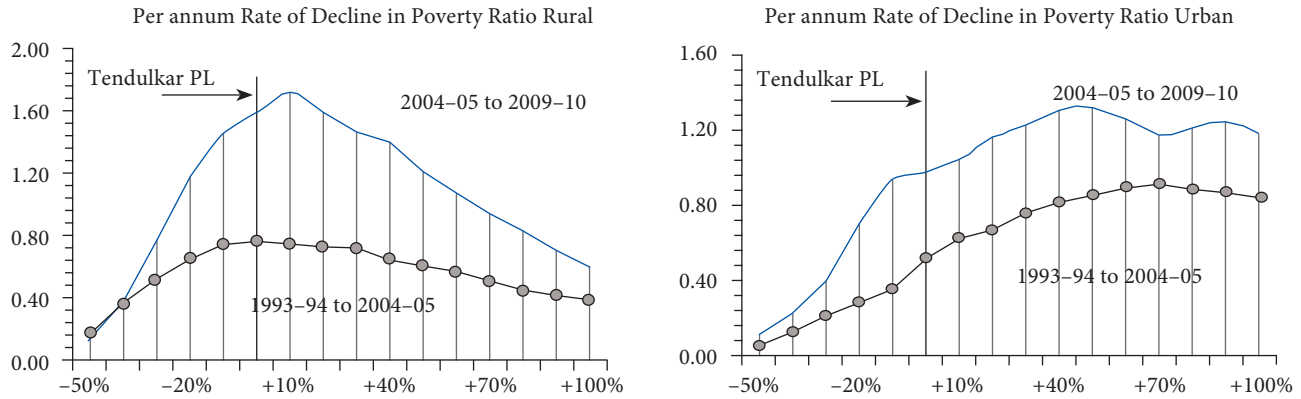 Per annum Rate of Decline in Poverty Ratio Rural
2.00
1.60
1.20
0.80
0.40
0.00
Tendulkar PL
2004–05 to 2009–10
1993–94 to 2004–05
–50% –20% +10% +40% +70% +100%
Per annum Rate of Decline in Poverty Ratio Urban
1.60
1.20
0.80
0.40
0.00
Tendulkar PL
2004–05 to 2009–10
1993–94 to 2004–05
–50% –20% +10% +40% +70% +100%